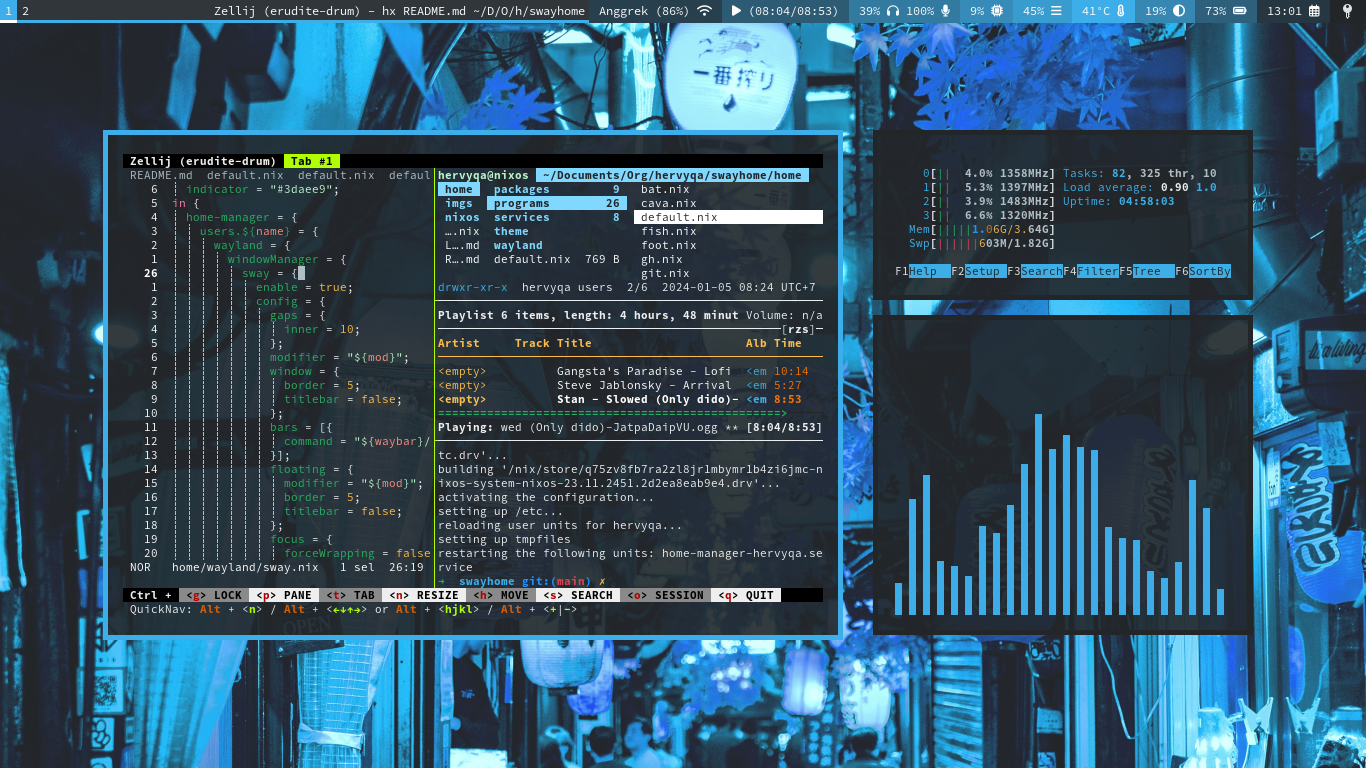 1 2 Zellij (erudite-drum) - hx README.md ~/D/O/h/swayhome Anggrek (86%) (08:04/08:53) 39% 100% 9% 45% 41°C 19% 73% 13:01
一番搾り
Zellij (erudite-drum) Tab #1
README.md default.nix default.nix defaul
6 indicator = "#3daee9";
5 in {
4 home-manager = {
3 users.${name} = {
2 wayland = {
1 windowManager = {
26 sway = {
1 enable = true;
2 config = {
3 gaps = {
4 inner = 10;
5 };
6 modifier = "${mod}";
7 window = {
8 border = 5;
9 titlebar = false;
10 };
11 bars = [{
12 command = "${waybar}/
13 }];
14 floating = {
15 modifier = "${mod}";
16 border = 5;
17 titlebar = false;
18 };
19 focus = {
20 forceWrapping = false
NOR home/wayland/sway.nix 1 sel 26:19
hervyqa@nixos ~/Documents/Org/hervyqa/swayhome/home
home packages 9 bat.nix
imgs programs 26 cava.nix
nixos services 8 default.nix
….nix theme fish.nix
L….md wayland foot.nix
R….md default.nix 769 B gh.nix
git.nix
drwxr-xr-x hervyqa users 2/6 2024-01-05 08:24 UTC+7
Playlist 6 items, length: 4 hours, 48 minut Volume: n/a
[rzs]
Artist Track Title Alb Time
<empty> Gangsta's Paradise - Lofi <em 10:14
<empty> Steve Jablonsky - Arrival <em 5:27
<empty> Stan - Slowed (Only dido)- <em 8:53
=================================================>
Playing: wed (Only dido)-JatpaDaipVU.ogg ** [8:04/8:53]
tc.drv'...
building '/nix/store/q75zv8fb7ra2zl8jr1mbymr1b4zi6jmc-n
ixos-system-nixos-23.11.2451.2d2ea8eab9e4.drv'...
activating the configuration...
setting up /etc...
reloading user units for hervyqa...
setting up tmpfiles
restarting the following units: home-manager-hervyqa.se
rvice
→ swayhome git:(main) ✗
Ctrl + <g> LOCK <p> PANE <t> TAB <n> RESIZE <h> MOVE <s> SEARCH <o> SESSION <q> QUIT
QuickNav: Alt + <n> / Alt + <←↓↑→> or Alt + <hjkl> / Alt + <+|->
0[|| 4.0% 1358MHz] Tasks: 82, 325 thr, 10
1[|| 5.3% 1397MHz] Load average: 0.90 1.0
2[|| 3.9% 1483MHz] Uptime: 04:58:03
3[|| 6.6% 1320MHz]
Mem[|||||1.06G/3.64G]
Swp[||||||603M/1.82G]
F1Help F2Setup F3SearchF4FilterF5Tree F6SortBy
OPEN